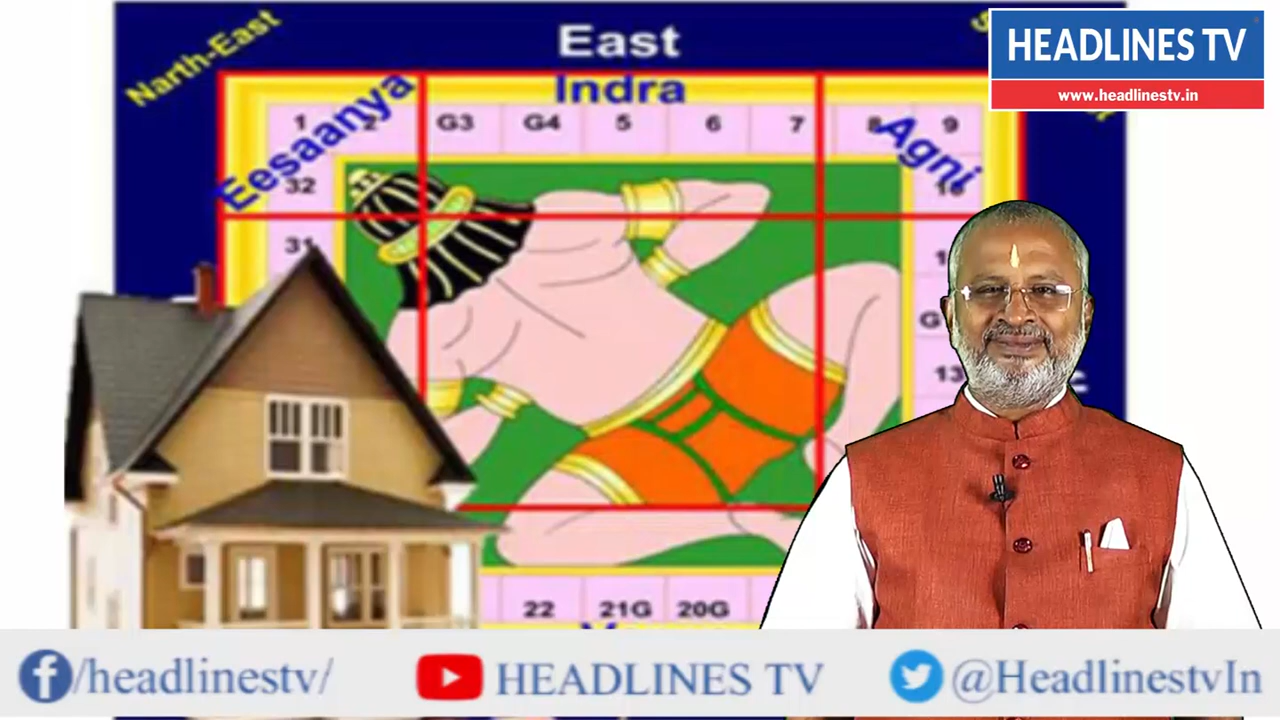 East
Narth-East
HEADLINES TV
www.headlinestv.in
Indra
Eesaanya
Agni
1 2 G3 G4 5 6 7 8 9
32
31
13
22 21G 20G
/headlinestv/
HEADLINES TV
@HeadlinestvIn